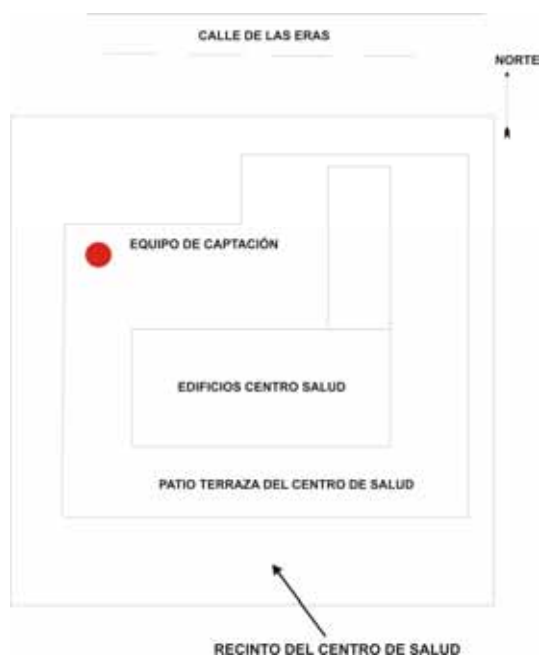 CALLE DE LAS ERAS
NORTE
EQUIPO DE CAPTACIÓN
EDIFICIOS CENTRO SALUD
PATIO TERRAZA DEL CENTRO DE SALUD
RECINTO DEL CENTRO DE SALUD